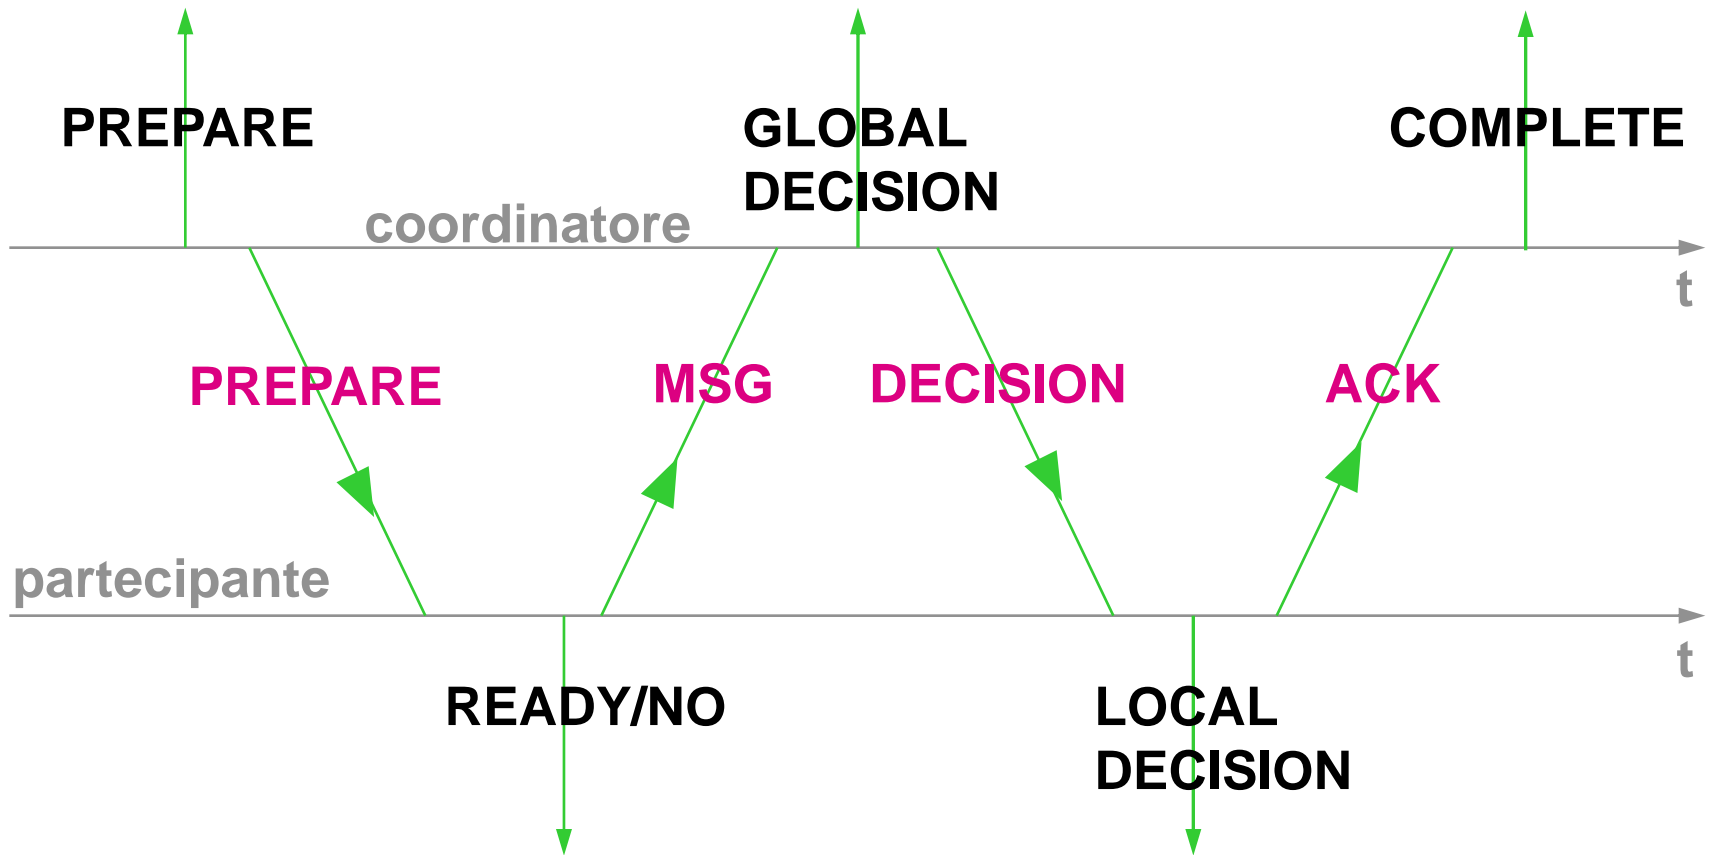 PREPARE
GLOBAL
DECISION
COMPLETE
coordinatore
t
PREPARE
MSG
DECISION
ACK
partecipante
t
READY/NO
LOCAL
DECISION